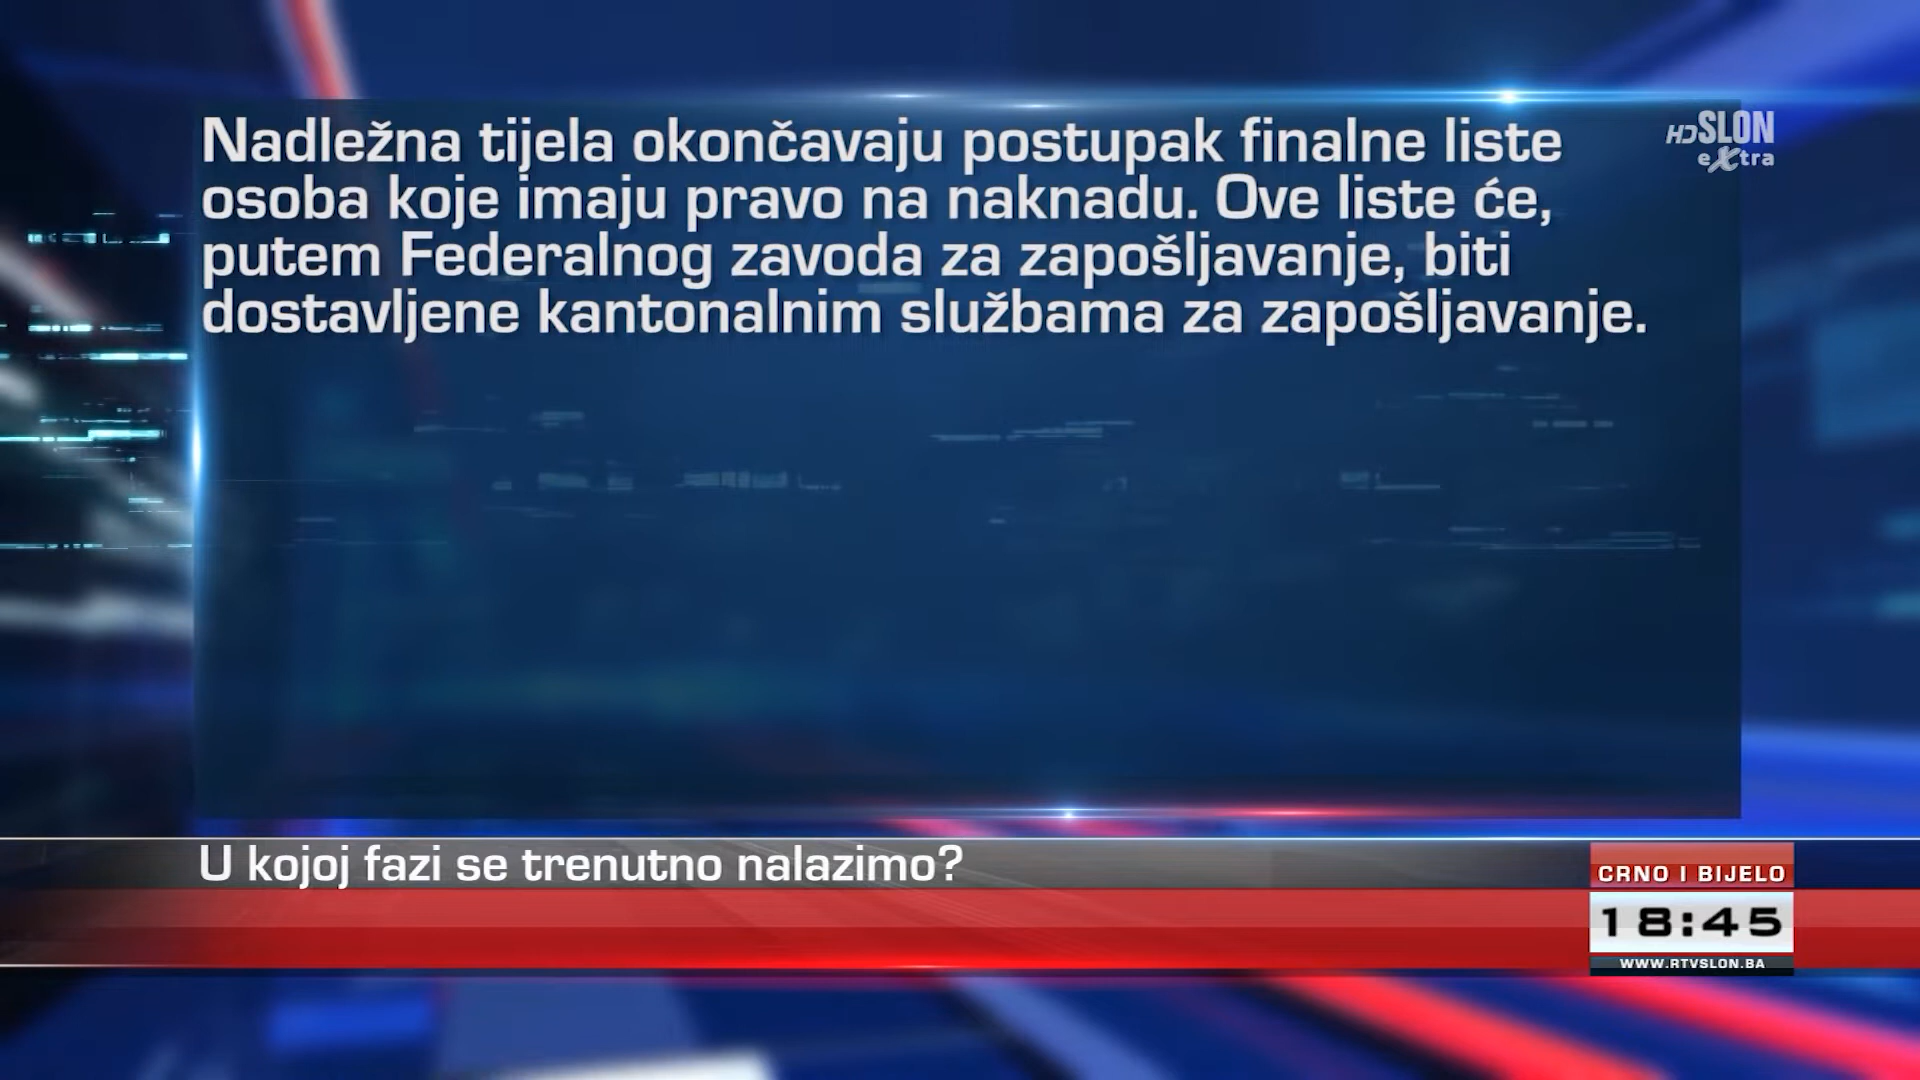 Nadležna tijela okončavaju postupak finalne liste
osoba koje imaju pravo na naknadu. Ove liste će,
putem Federalnog zavoda za zapošljavanje, biti
dostavljene kantonalnim službama za zapošljavanje.
HD SLON
eXtra
U kojoj fazi se trenutno nalazimo?
CRNO I BIJELO
18:45
WWW.RTVSLON.BA